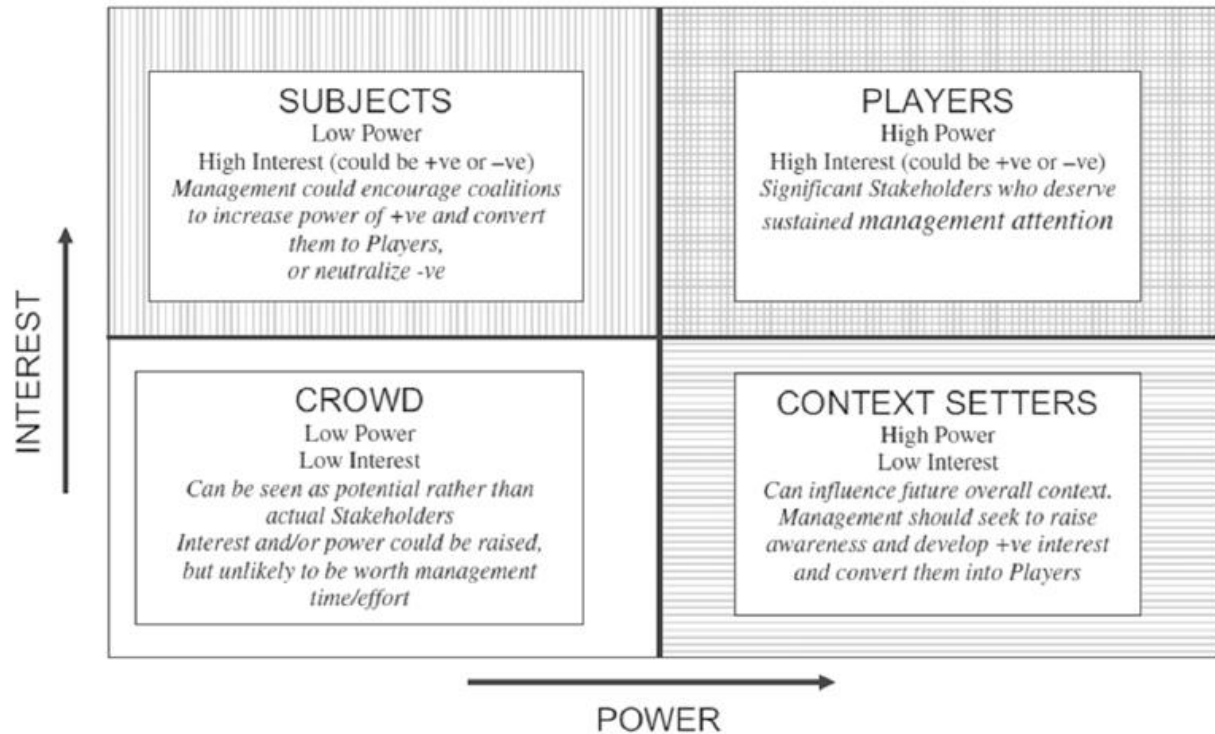 SUBJECTS
Low Power
High Interest (could be +ve or –ve)
Management could encourage coalitions
to increase power of +ve and convert
them to Players,
or neutralize -ve
PLAYERS
High Power
High Interest (could be +ve or –ve)
Significant Stakeholders who deserve
sustained management attention
CROWD
Low Power
Low Interest
Can be seen as potential rather than
actual Stakeholders
Interest and/or power could be raised,
but unlikely to be worth management
time/effort
CONTEXT SETTERS
High Power
Low Interest
Can influence future overall context.
Management should seek to raise
awareness and develop +ve interest
and convert them into Players
INTEREST
POWER